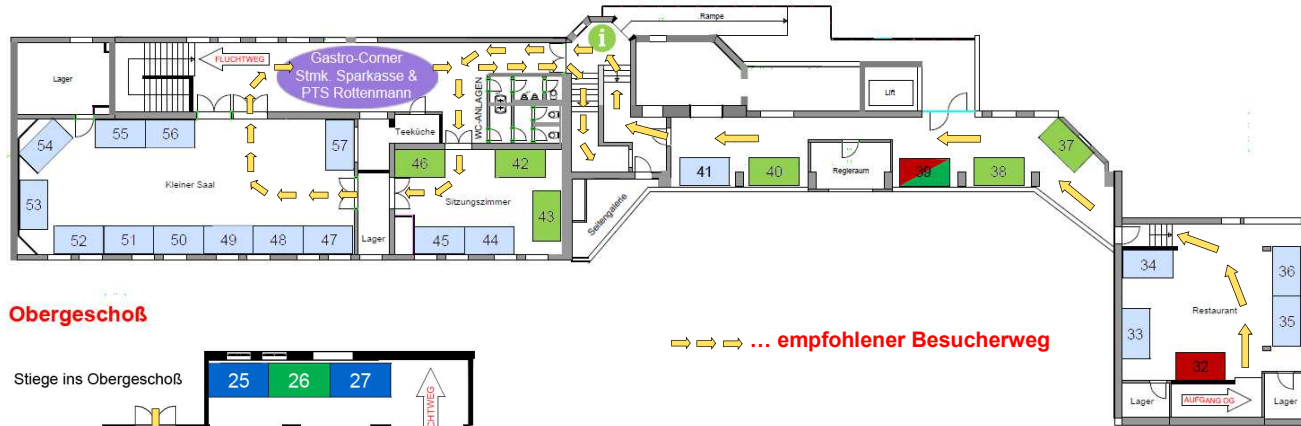 Rampe
i
Lager
FLUCHTWEG
Gastro-Corner
Stmk. Sparkasse &
PTS Rottenmann
WC-ANLAGEN
Lift
55
56
54
57
Teeküche
46
42
37
41
40
Regieraum
39
38
Kleiner Saal
Sitzungszimmer
53
43
Seitengalerie
52
51
50
49
48
47
Lager
45
44
34
36
Restaurant
33
35
32
Lager
AUFGANG OG
Lager
Obergeschoß
... empfohlener Besucherweg
Stiege ins Obergeschoß
25
26
27
CHTWEG